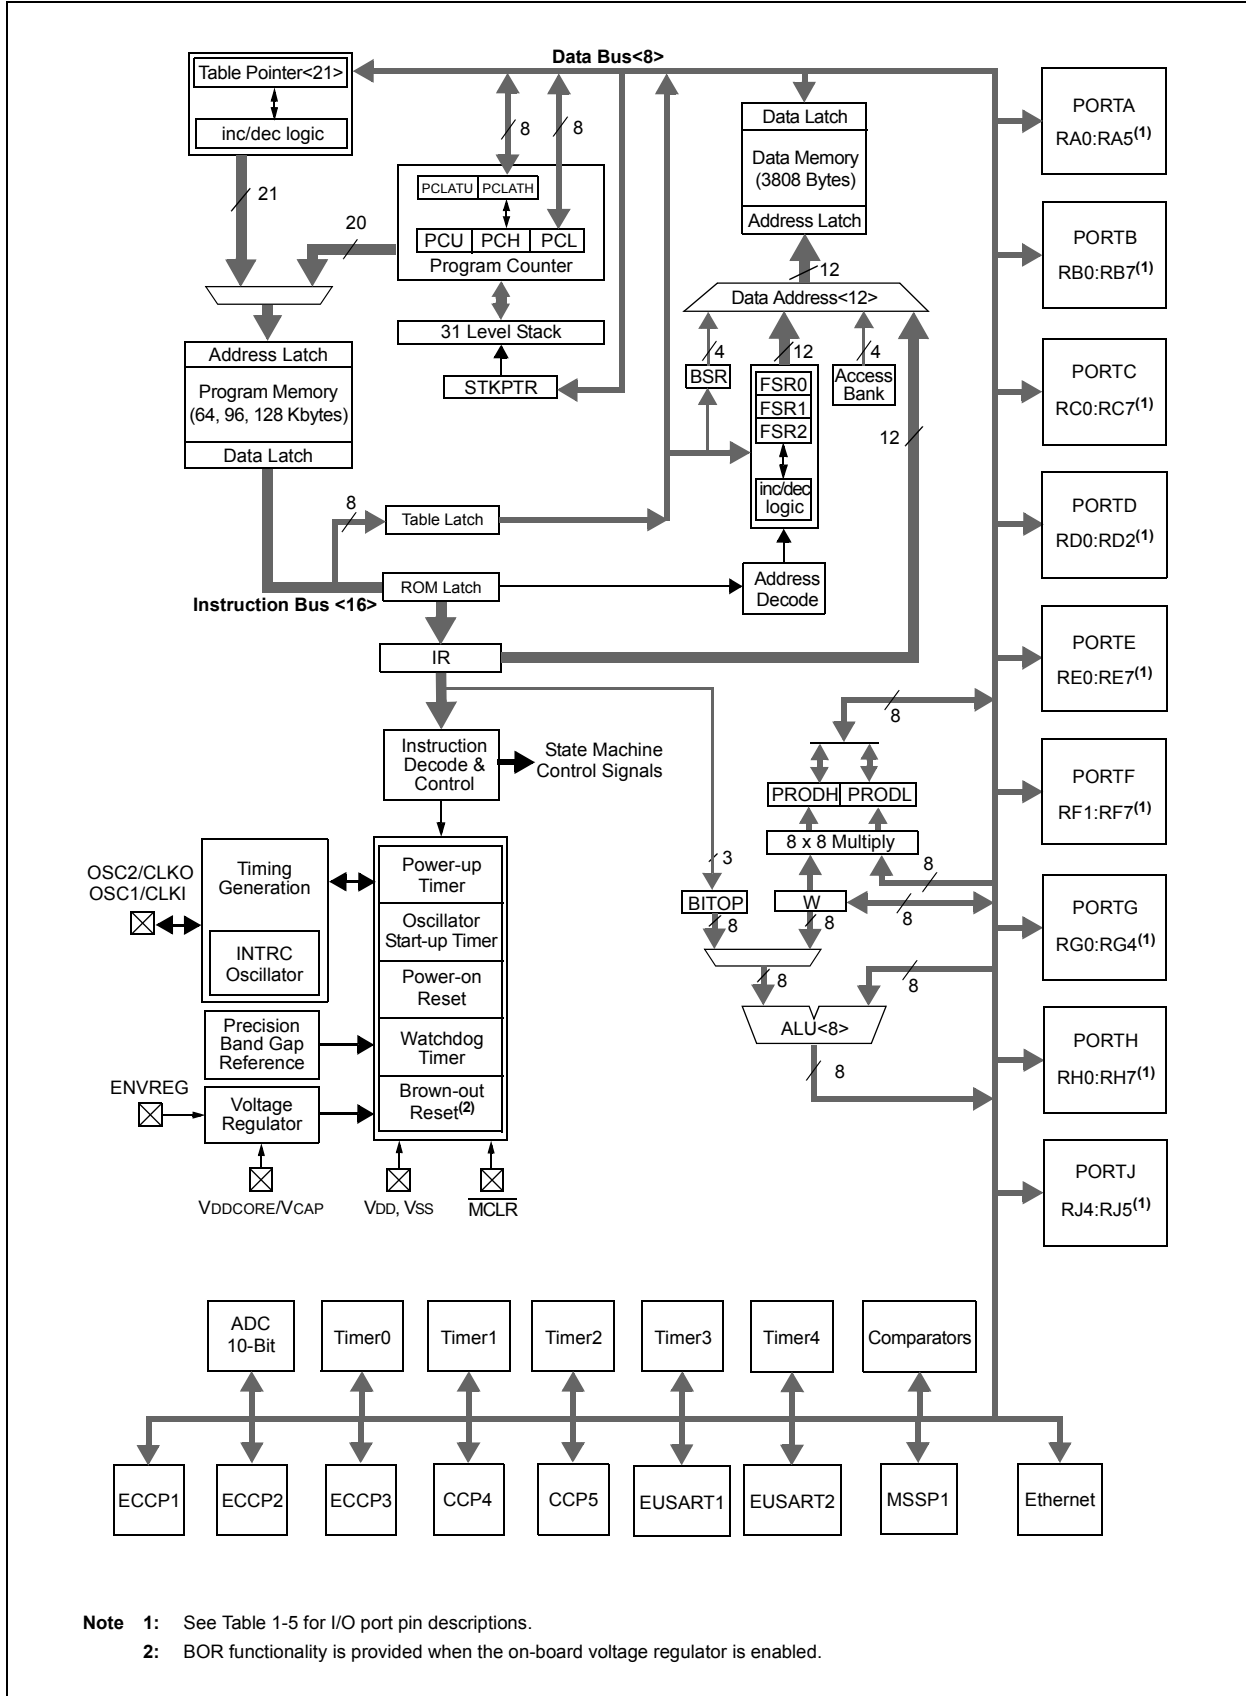 Data Bus<8>
Table Pointer<21>
inc/dec logic
21
20
8
8
PCLATU
PCLATH
PCU
PCH
PCL
Program Counter
31 Level Stack
STKPTR
Data Latch
Data Memory
(3808 Bytes)
Address Latch
12
Data Address<12>
4
12
4
BSR
FSR0
FSR1
FSR2
inc/dec
logic
Access
Bank
12
Address Latch
Program Memory
(64, 96, 128 Kbytes)
Data Latch
8
Table Latch
ROM Latch
Instruction Bus <16>
Address
Decode
IR
Instruction
Decode &
Control
State Machine
Control Signals
8
PRODH
PRODL
8 x 8 Multiply
3
8
BITOP
W
8
8
8
8
8
ALU<8>
8
OSC2/CLKO
OSC1/CLKI
Timing
Generation
INTRC
Oscillator
Power-up
Timer
Oscillator
Start-up Timer
Power-on
Reset
Watchdog
Timer
Brown-out
Reset(2)
Precision
Band Gap
Reference
ENVREG
Voltage
Regulator
VDDCORE/VCAP
VDD, VSS
MCLR
PORTA
RA0:RA5(1)
PORTB
RB0:RB7(1)
PORTC
RC0:RC7(1)
PORTD
RD0:RD2(1)
PORTE
RE0:RE7(1)
PORTF
RF1:RF7(1)
PORTG
RG0:RG4(1)
PORTH
RH0:RH7(1)
PORTJ
RJ4:RJ5(1)
ADC
10-Bit
Timer0
Timer1
Timer2
Timer3
Timer4
Comparators
ECCP1
ECCP2
ECCP3
CCP4
CCP5
EUSART1
EUSART2
MSSP1
Ethernet
Note 1: See Table 1-5 for I/O port pin descriptions.
2: BOR functionality is provided when the on-board voltage regulator is enabled.